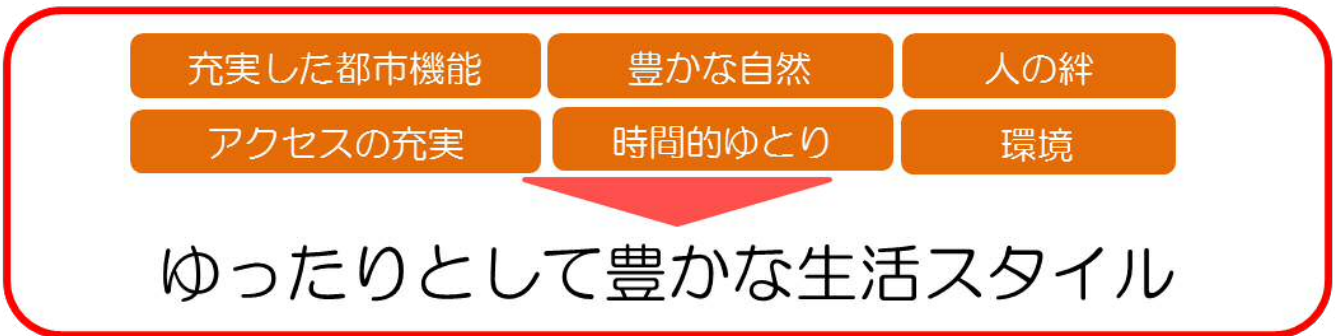 充実した都市機能 豊かな自然 人の絆
アクセスの充実 時間的ゆとり 環境
ゆったりとして豊かな生活スタイル